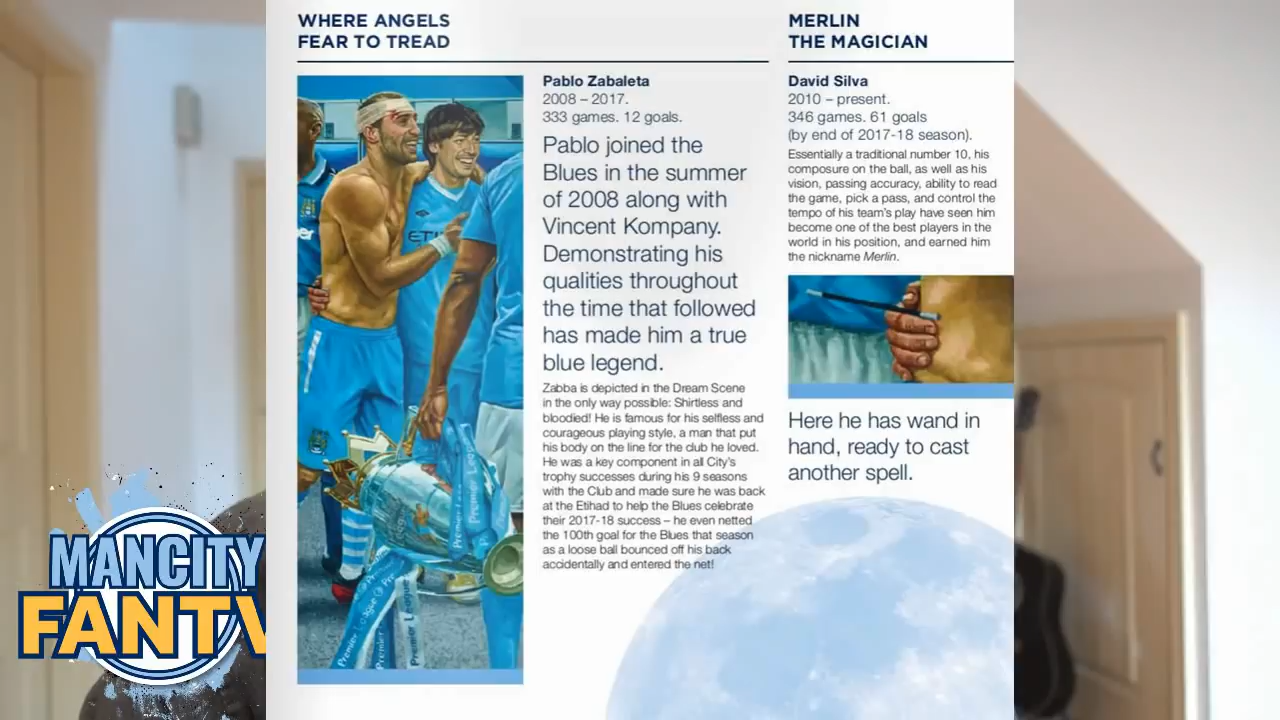 WHERE ANGELS
FEAR TO TREAD
Pablo Zabaleta
2008 – 2017.
333 games. 12 goals.
Pablo joined the
Blues in the summer
of 2008 along with
Vincent Kompany.
Demonstrating his
qualities throughout
the time that followed
has made him a true
blue legend.
Zabba is depicted in the Dream Scene
in the only way possible: Shirtless and
bloodied! He is famous for his selfless and
courageous playing style, a man that put
his body on the line for the club he loved.
He was a key component in all City's
trophy successes during his 9 seasons
with the Club and made sure he was back
at the Etihad to help the Blues celebrate
their 2017-18 success – he even netted
the 100th goal for the Blues that season
as a loose ball bounced off his back
accidentally and entered the net!
MERLIN
THE MAGICIAN
David Silva
2010 – present.
346 games. 61 goals
(by end of 2017-18 season).
Essentially a traditional number 10, his
composure on the ball, as well as his
vision, passing accuracy, ability to read
the game, pick a pass, and control the
tempo of his team's play have seen him
become one of the best players in the
world in his position, and earned him
the nickname Merlin.
Here he has wand in
hand, ready to cast
another spell.
ETI
Premier League
Premier League
Premier League
Premier League
MANCITY
FANTV